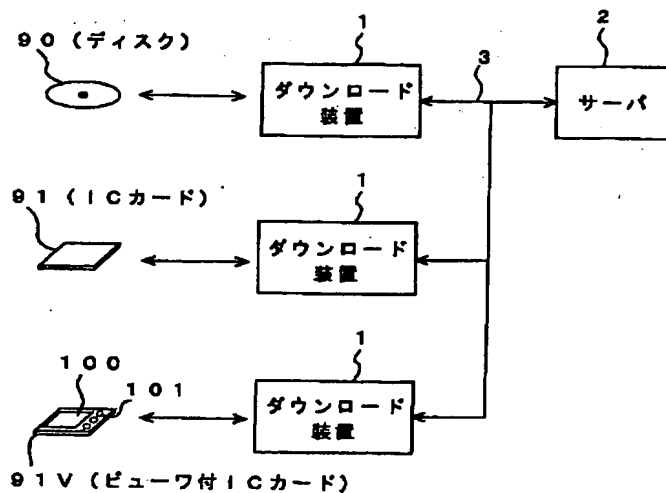 90(ディスク)
1
ダウンロード
装置
3
2
サーバ
91(ICカード)
1
ダウンロード
装置
100
101
1
ダウンロード
装置
91V(ビューワ付ICカード)